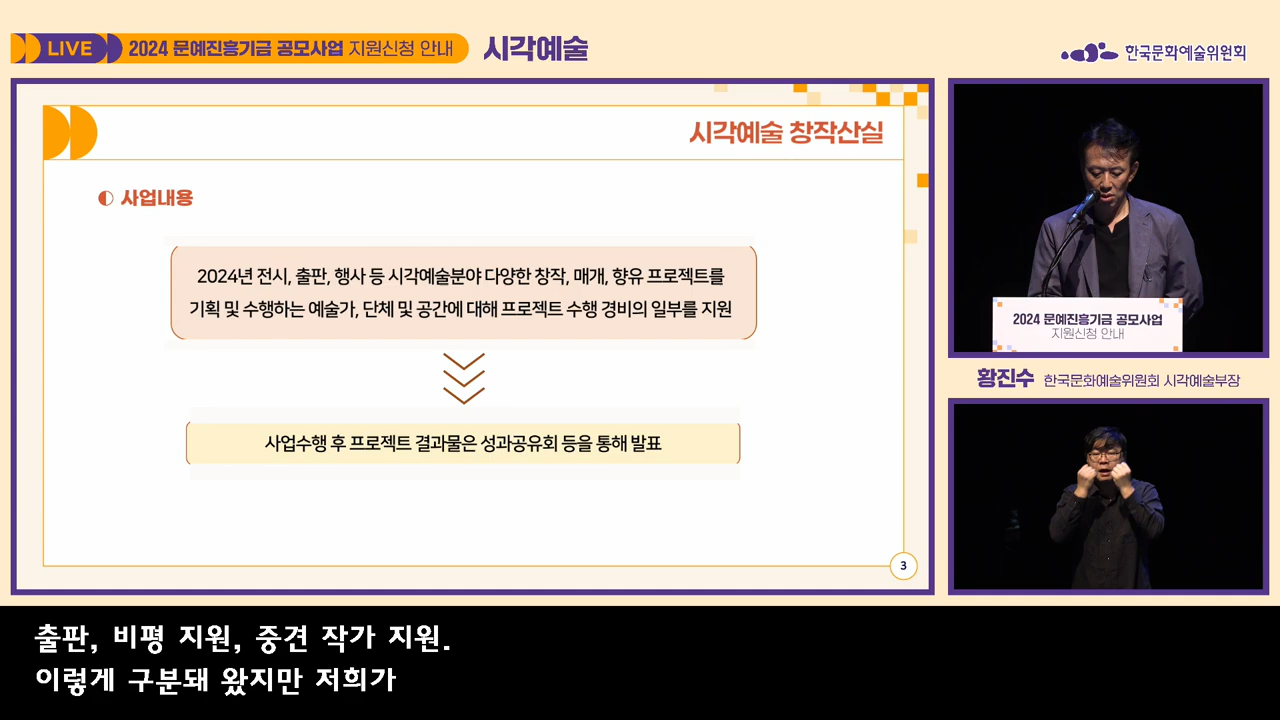 LIVE 2024 문예진흥기금 공모사업 지원신청 안내 시각예술
한국문화예술위원회
시각예술 창작산실
사업내용
2024년 전시, 출판, 행사 등 시각예술분야 다양한 창작, 매개, 향유 프로젝트를
기획 및 수행하는 예술가, 단체 및 공간에 대해 프로젝트 수행 경비의 일부를 지원
사업수행 후 프로젝트 결과물은 성과공유회 등을 통해 발표
3
2024 문예진흥기금 공모사업
지원신청 안내
황진수 한국문화예술위원회 시각예술부장
출판, 비평 지원, 중견 작가 지원.
이렇게 구분돼 왔지만 저희가